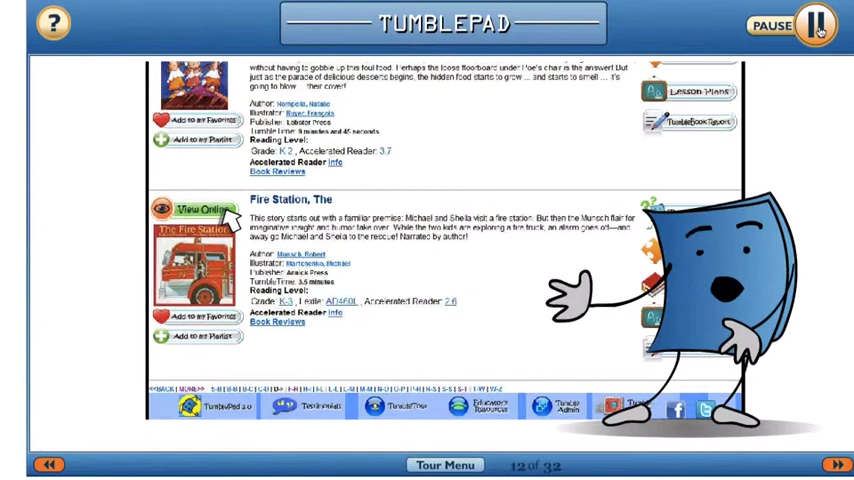 ?
TUMBLEPAD
PAUSE
without having to gobble up this foul food. Perhaps the loose floorboard under Poe's chair is the answer! But
just as the parade of delicious desserts begins, the hidden food starts to grow ... and starts to smell ... it's
going to blow ... their cover!
Lesson Plans
Author:
Illustrator: Ruyer, François
Add to my Favorites
Publisher: Lobster Press
TumbleBook Report
TumbleTime: 9 minutes and 45 seconds
Add to my Playlist
Reading Level:
Grade: K-2, Accelerated Reader: 3.7
Accelerated Reader Info
Book Reviews
Fire Station, The
View Online
This story starts out with a familiar premise: Michael and Sheila visit a fire station. But then the Munsch flair for
imaginative insight and humor take over. While the two kids are exploring a fire truck, an alarm goes off—and
away go Michael and Sheila to the rescue! Narrated by author!
The Fire Station
Author: Munsch, Robert
Illustrator: Martchenko, Michael
Publisher: Annick Press
TumbleTime: 3.5 minutes
Reading Level:
Grade: K-3, Lexile: AD460L, Accelerated Reader: 2.6
Accelerated Reader Info
Add to my Favorites
Book Reviews
Add to my Playlist
<<BACK | MORE>>
TumblePad 2.0
Testimonials
TumbleTree
Educators Resources
Tumble Admin
Tour Menu
12 of 32